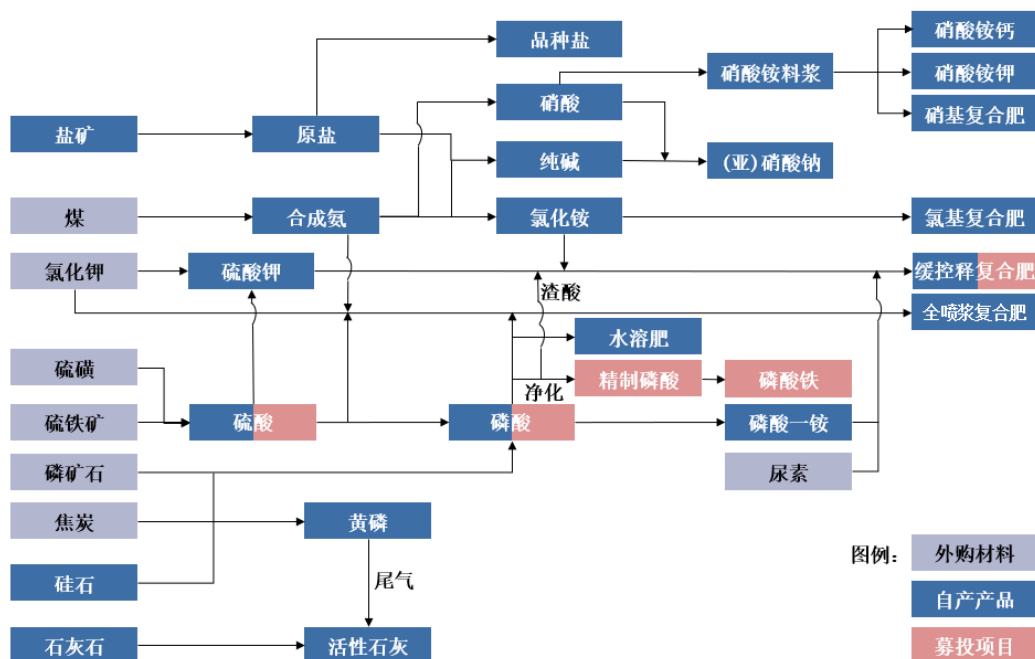 品种盐
硝酸铵钙
硝酸铵料浆
硝酸铵钾
硝酸
硝基复合肥
盐矿
原盐
纯碱
(亚)硝酸钠
煤
合成氨
氯化铵
氯基复合肥
氯化钾
硫酸钾
缓控释复合肥
渣酸
全喷浆复合肥
水溶肥
硫磺
精制磷酸
磷酸铁
净化
硫铁矿
硫酸
磷酸
磷酸一铵
磷矿石
尿素
焦炭
黄磷
图例:
外购材料
硅石
尾气
自产产品
石灰石
活性石灰
募投项目